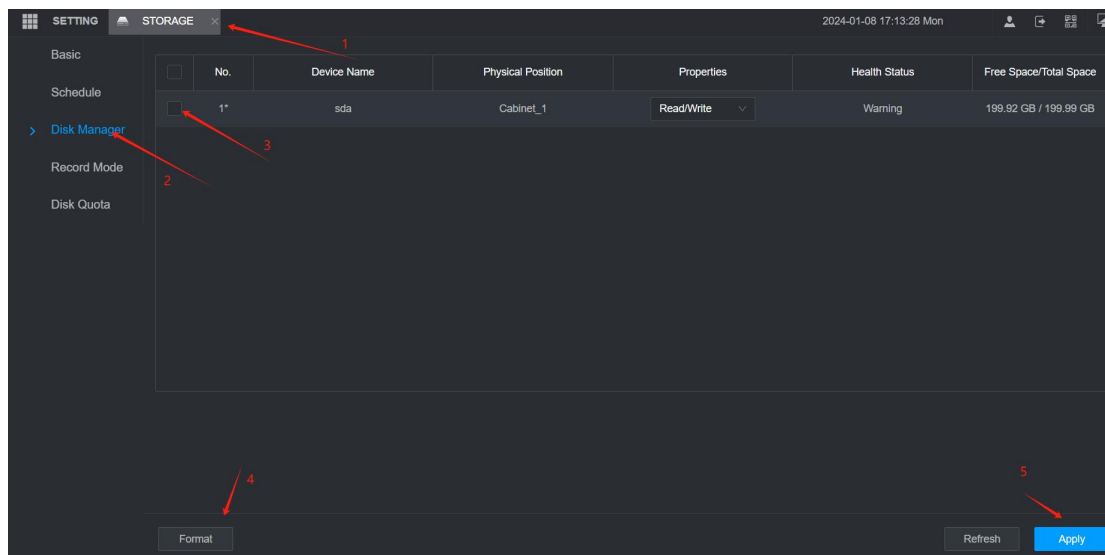 SETTING STORAGE × 2024-01-08 17:13:28 Mon
1
Basic
No. Device Name Physical Position Properties Health Status Free Space/Total Space
Schedule
1* sda Cabinet_1 Read/Write Warning 199.92 GB / 199.99 GB
> Disk Manager
3
Record Mode
2
Disk Quota
4
5
Format Refresh Apply